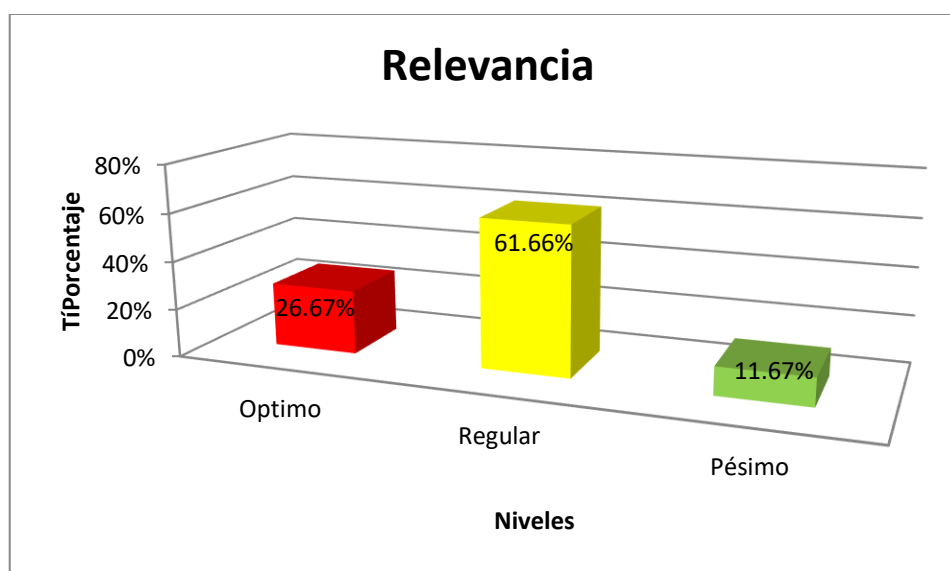 Relevancia
TíPorcentaje
80%
60%
40%
20%
0%
26.67%
61.66%
11.67%
Optimo
Regular
Pésimo
Niveles